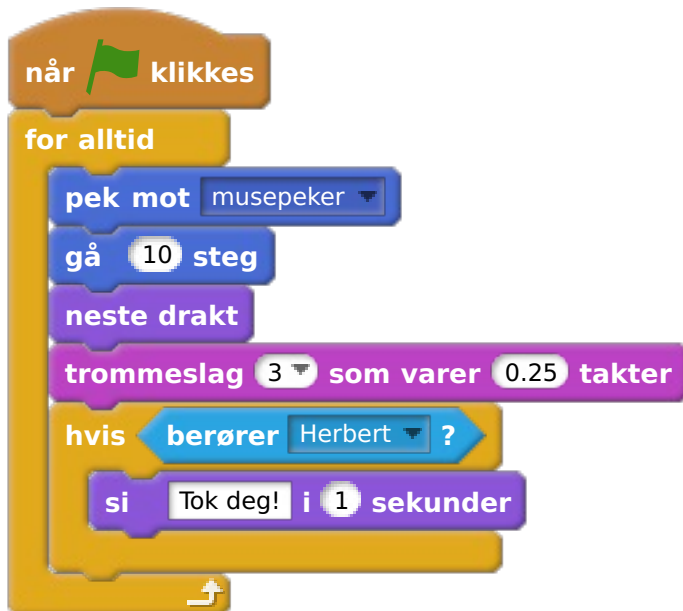 når klikkes
for alltid
pek mot musepeker
gå 10 steg
neste drakt
trommeslag 3 som varer 0.25 takter
hvis berører Herbert ?
si Tok deg! i 1 sekunder